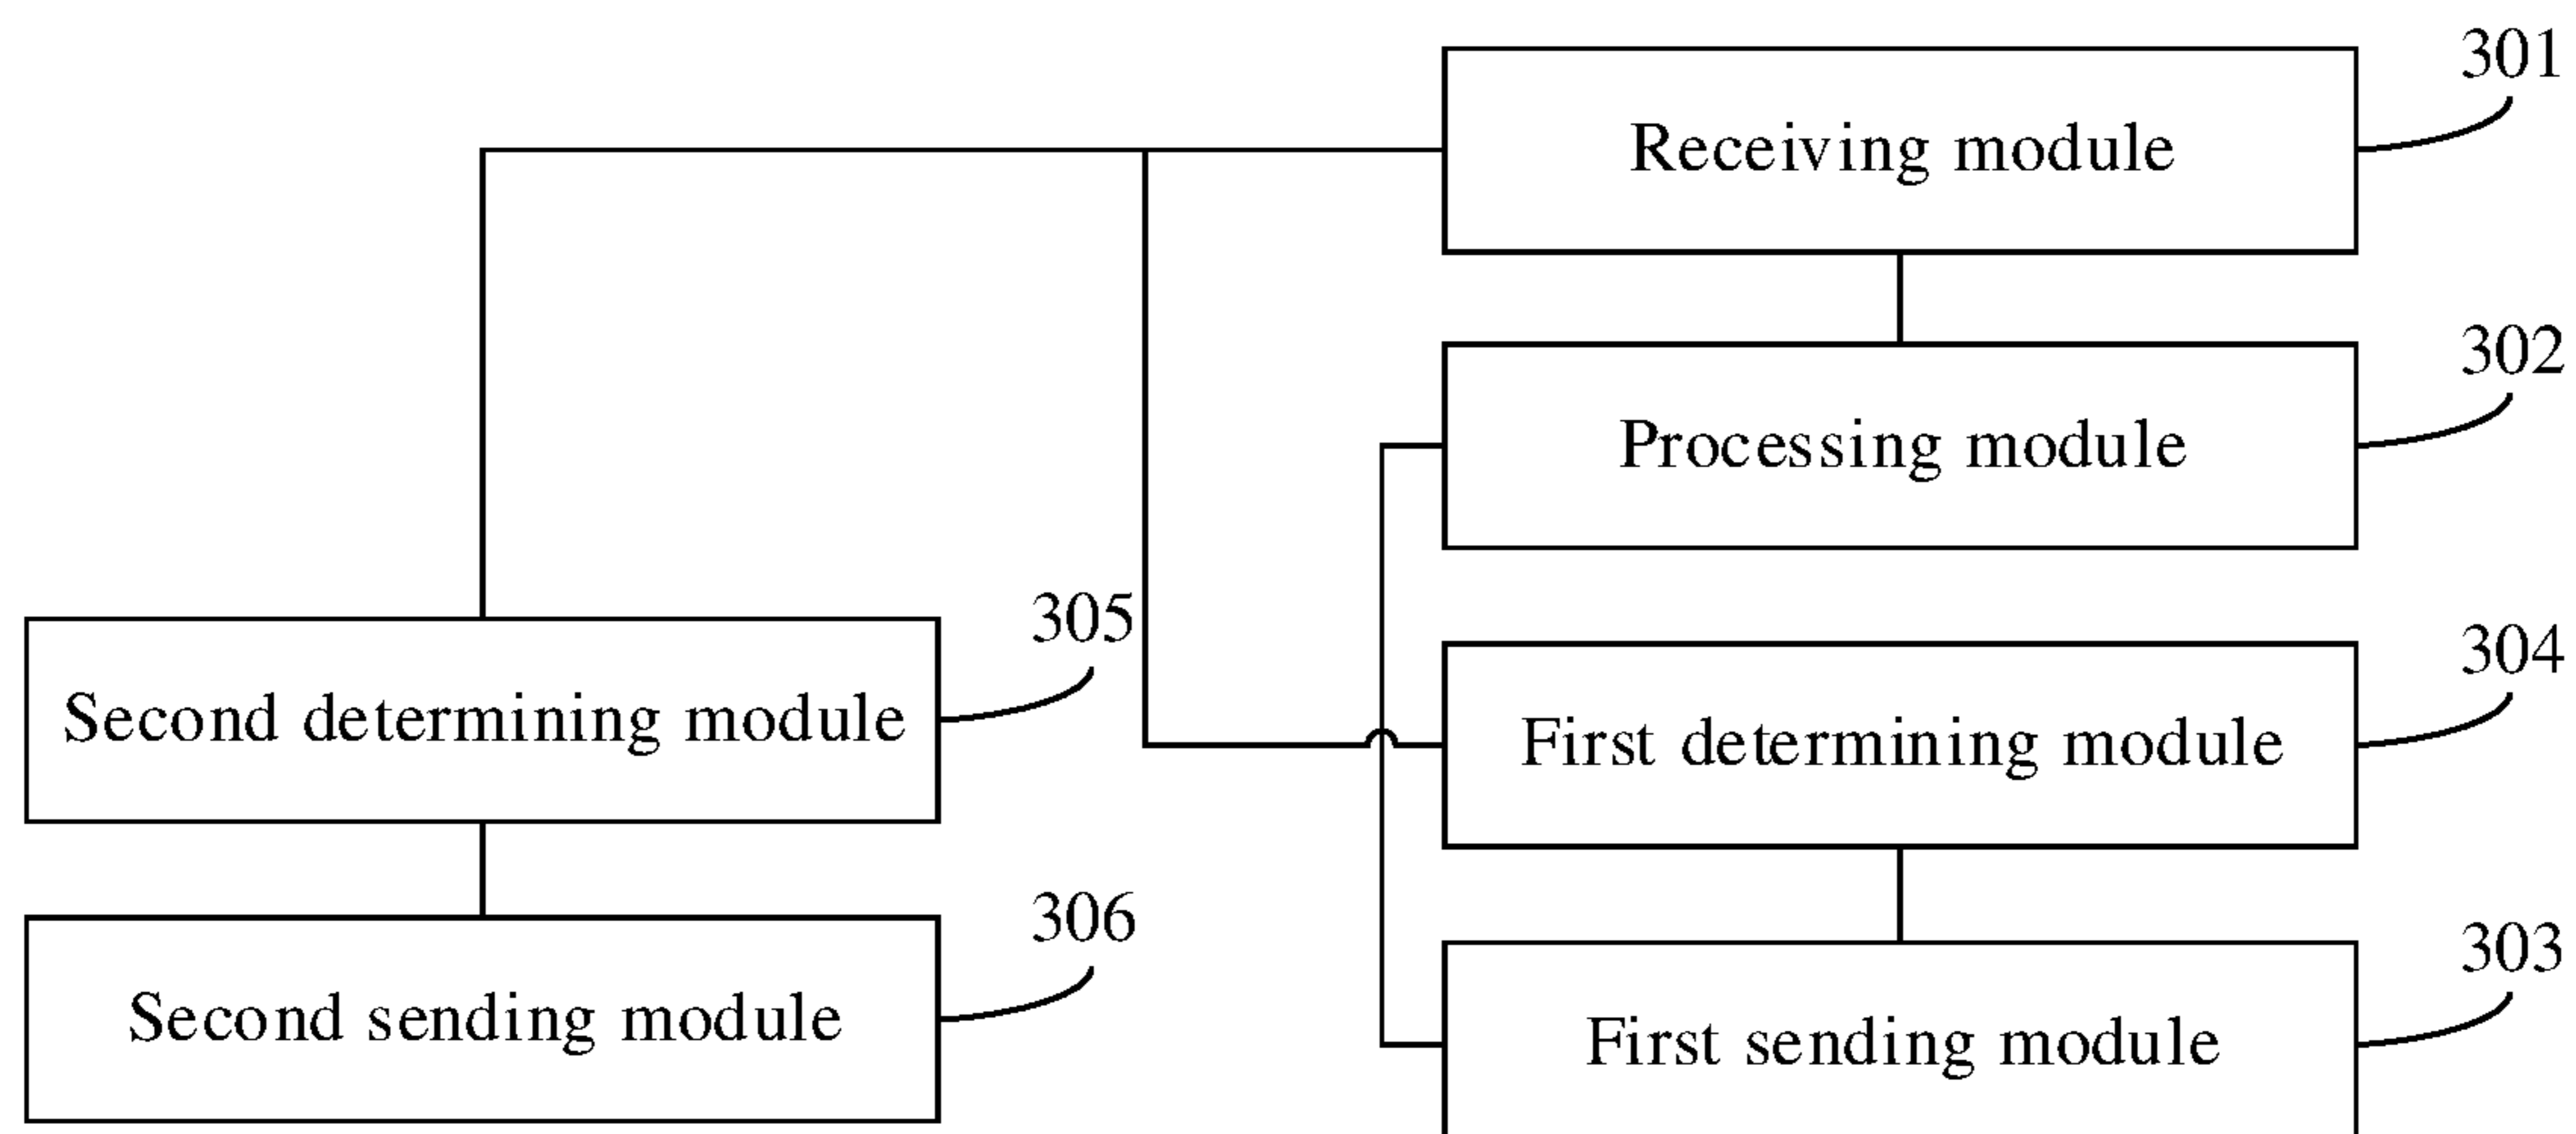 301
Receiving module
302
Processing module
305
304
Second determining module
First determining module
306
303
Second sending module
First sending module